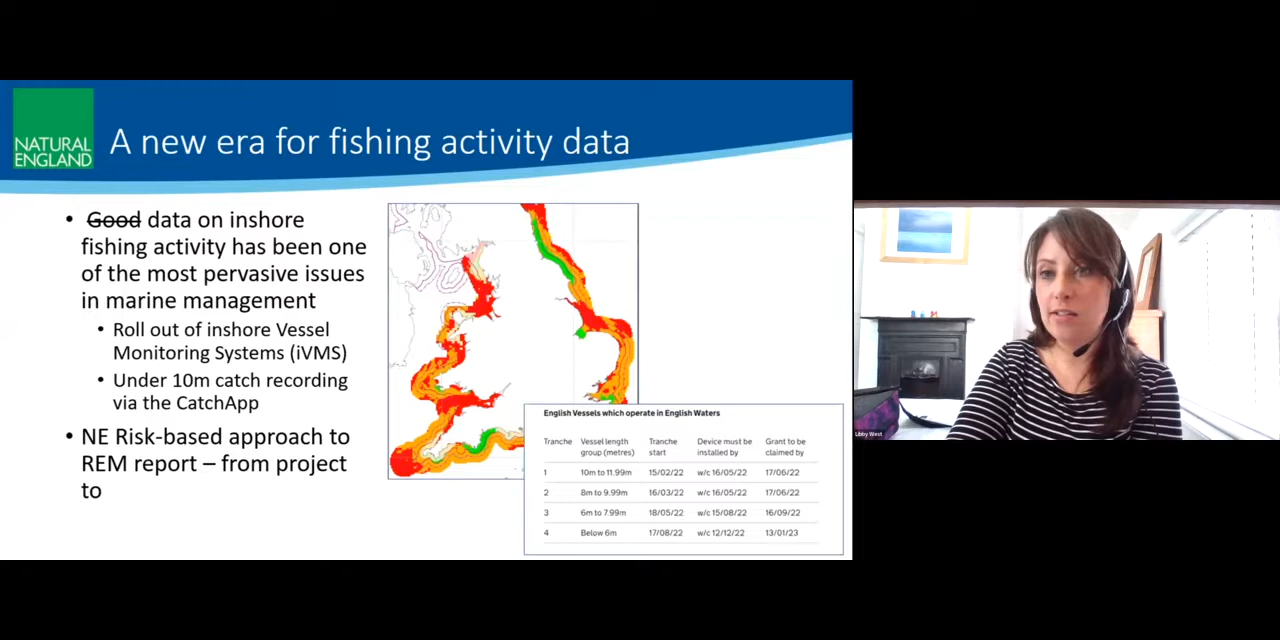 NATURAL
ENGLAND
A new era for fishing activity data
• Good data on inshore
fishing activity has been one
of the most pervasive issues
in marine management
• Roll out of inshore Vessel
Monitoring Systems (iVMS)
• Under 10m catch recording
via the CatchApp
• NE Risk-based approach to
REM report – from project
to
English Vessels which operate in English Waters
Tranche Vessel length group (metres) Tranche start Device must be installed by Grant to be claimed by
1 10m to 11.99m 15/02/22 w/c 16/05/22 17/06/22
2 8m to 9.99m 16/03/22 w/c 16/05/22 17/06/22
3 6m to 7.99m 18/05/22 w/c 15/08/22 16/09/22
4 Below 6m 17/08/22 w/c 12/12/22 13/01/23
Libby West